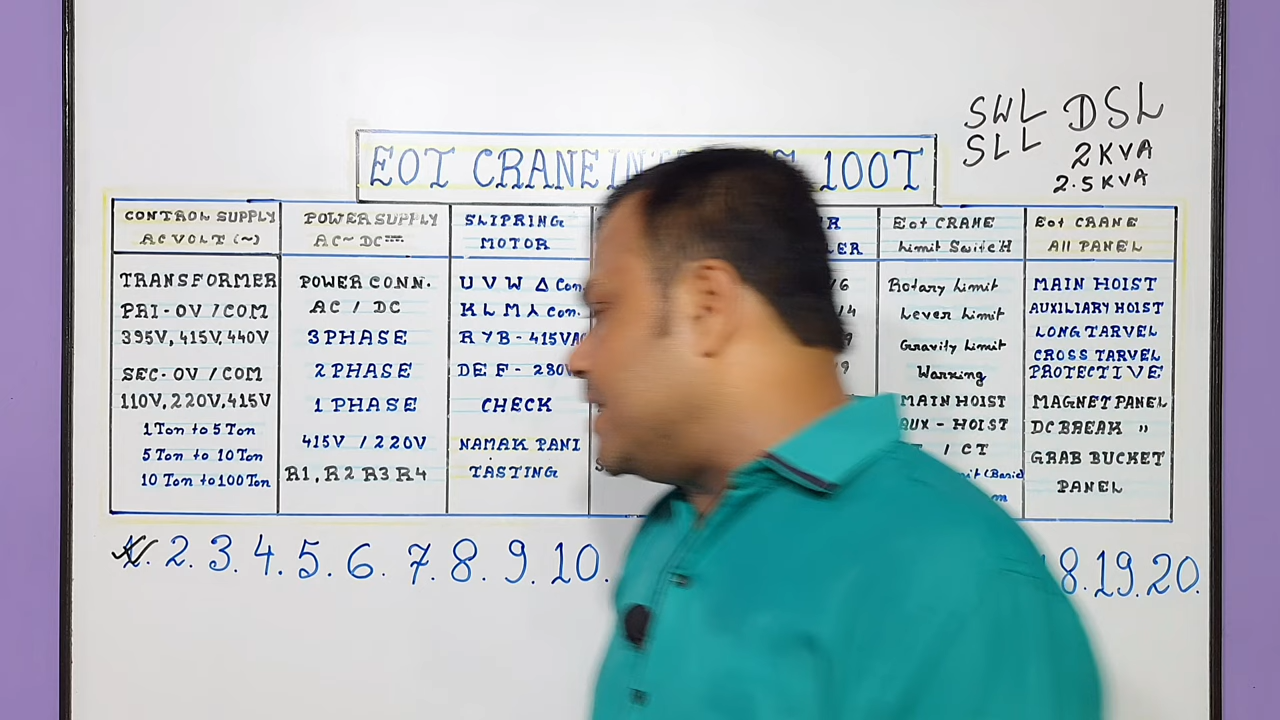 SWL DSL
SLL 2KVA
2.5KVA
EOT CRANE 100T
CONTROL SUPPLY
AC VOLT (~)
TRANSFORMER
PRI-0V/COM
395V, 415V, 440V
SEC-0V/COM
110V, 220V, 415V
1 Ton to 5 Ton
5 Ton to 10 Ton
10 Ton to 100 Ton
POWER SUPPLY
AC~ DC⎓
POWER CONN.
AC / DC
3 PHASE
2 PHASE
1 PHASE
415V / 220V
R1, R2 R3 R4
SLIPRING
MOTOR
U V W Δ Con.
K L M ⅄ Con.
R Y B - 415VA
DEF - 280V
CHECK
NAMAK PANI
TASTING
EOt CRANE
Limit Switch
Rotary Limit
Lever Limit
Gravity Limit
Warning
MAIN HOIST
AUX - HOIST
/ CT
EOt CRANE
All PANEL
MAIN HOIST
AUXILIARY HOIST
LONG TARVEL
CROSS TARVEL
PROTECTIVE
MAGNET PANEL
DC BREAK "
GRAB BUCKET
PANEL
1. 2. 3. 4. 5. 6. 7. 8. 9. 10. 8. 19. 20.